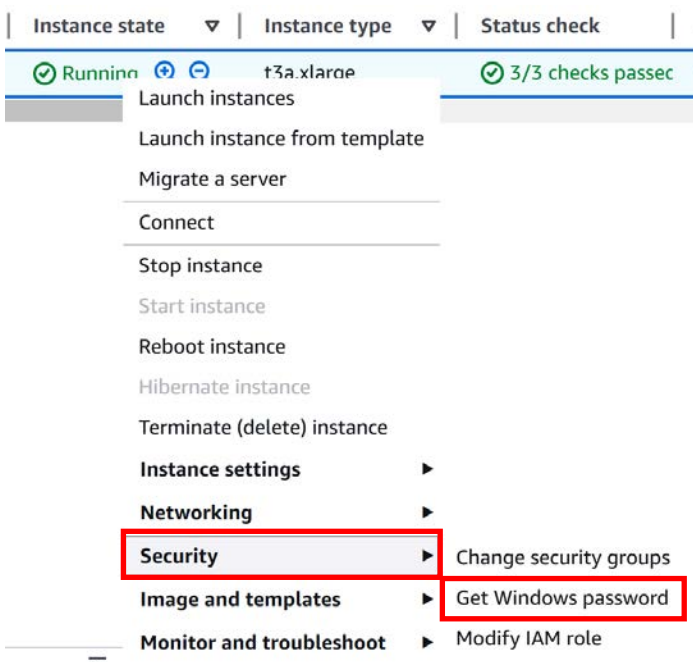 Instance state Instance type Status check
Running t3a.xlarge 3/3 checks passec
Launch instances
Launch instance from template
Migrate a server
Connect
Stop instance
Start instance
Reboot instance
Hibernate instance
Terminate (delete) instance
Instance settings
Networking
Security
Change security groups
Image and templates
Get Windows password
Monitor and troubleshoot
Modify IAM role